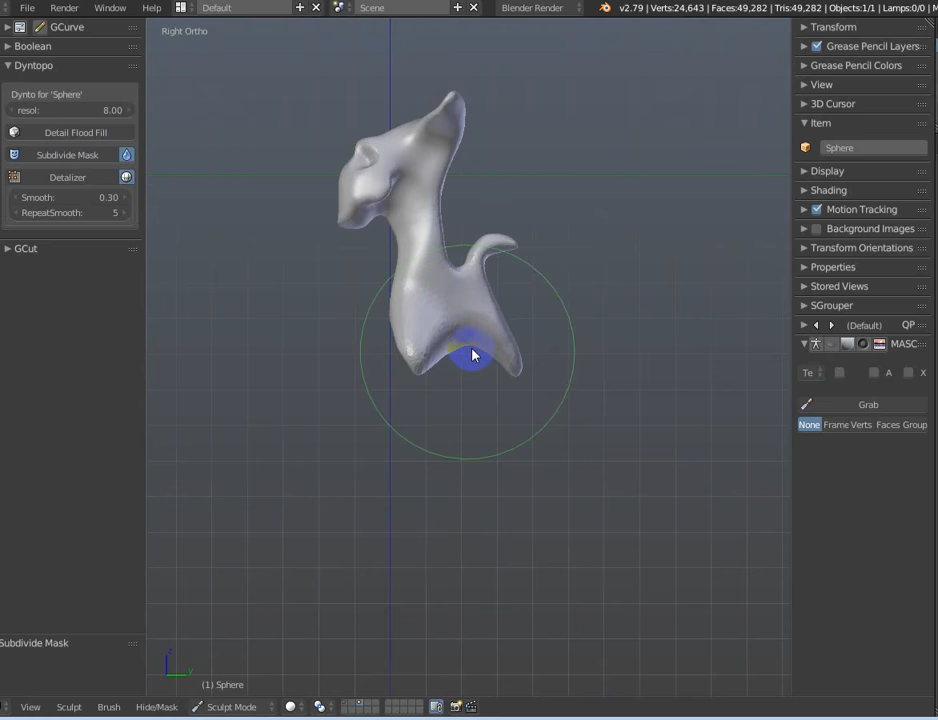 File Render Window Help Default Scene Blender Render v2.79 | Verts:24,643 | Faces:49,282 | Tris:49,282 | Objects:1/1 | Lamps:0/0 |
GCurve
Boolean
Dyntopo
Dynto for 'Sphere'
resol: 8.00
Detail Flood Fill
Subdivide Mask
Detalizer
Smooth: 0.30
RepeatSmooth: 5
GCut
Subdivide Mask
Right Ortho
z
Y
(1) Sphere
Transform
Grease Pencil Layers
Grease Pencil Colors
View
3D Cursor
Item
Sphere
Display
Shading
Motion Tracking
Background Images
Transform Orientations
Properties
Stored Views
SGrouper
(Default) QP
MASC
Te A X
Grab
None Frame Verts Faces Group
View Sculpt Brush Hide/Mask Sculpt Mode